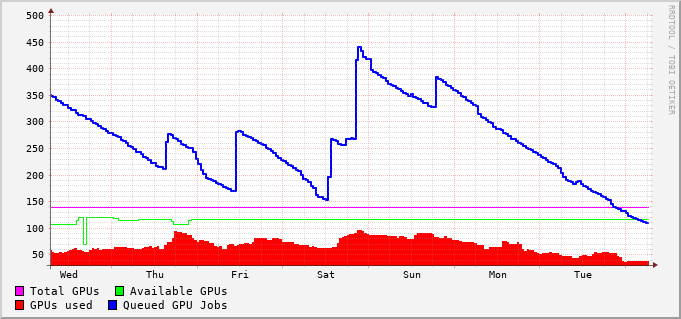 RRDTOOL / TOBI OETIKER
500
450
400
350
300
250
200
150
100
50
Wed Thu Fri Sat Sun Mon Tue
Total GPUs Available GPUs
GPUs used Queued GPU Jobs